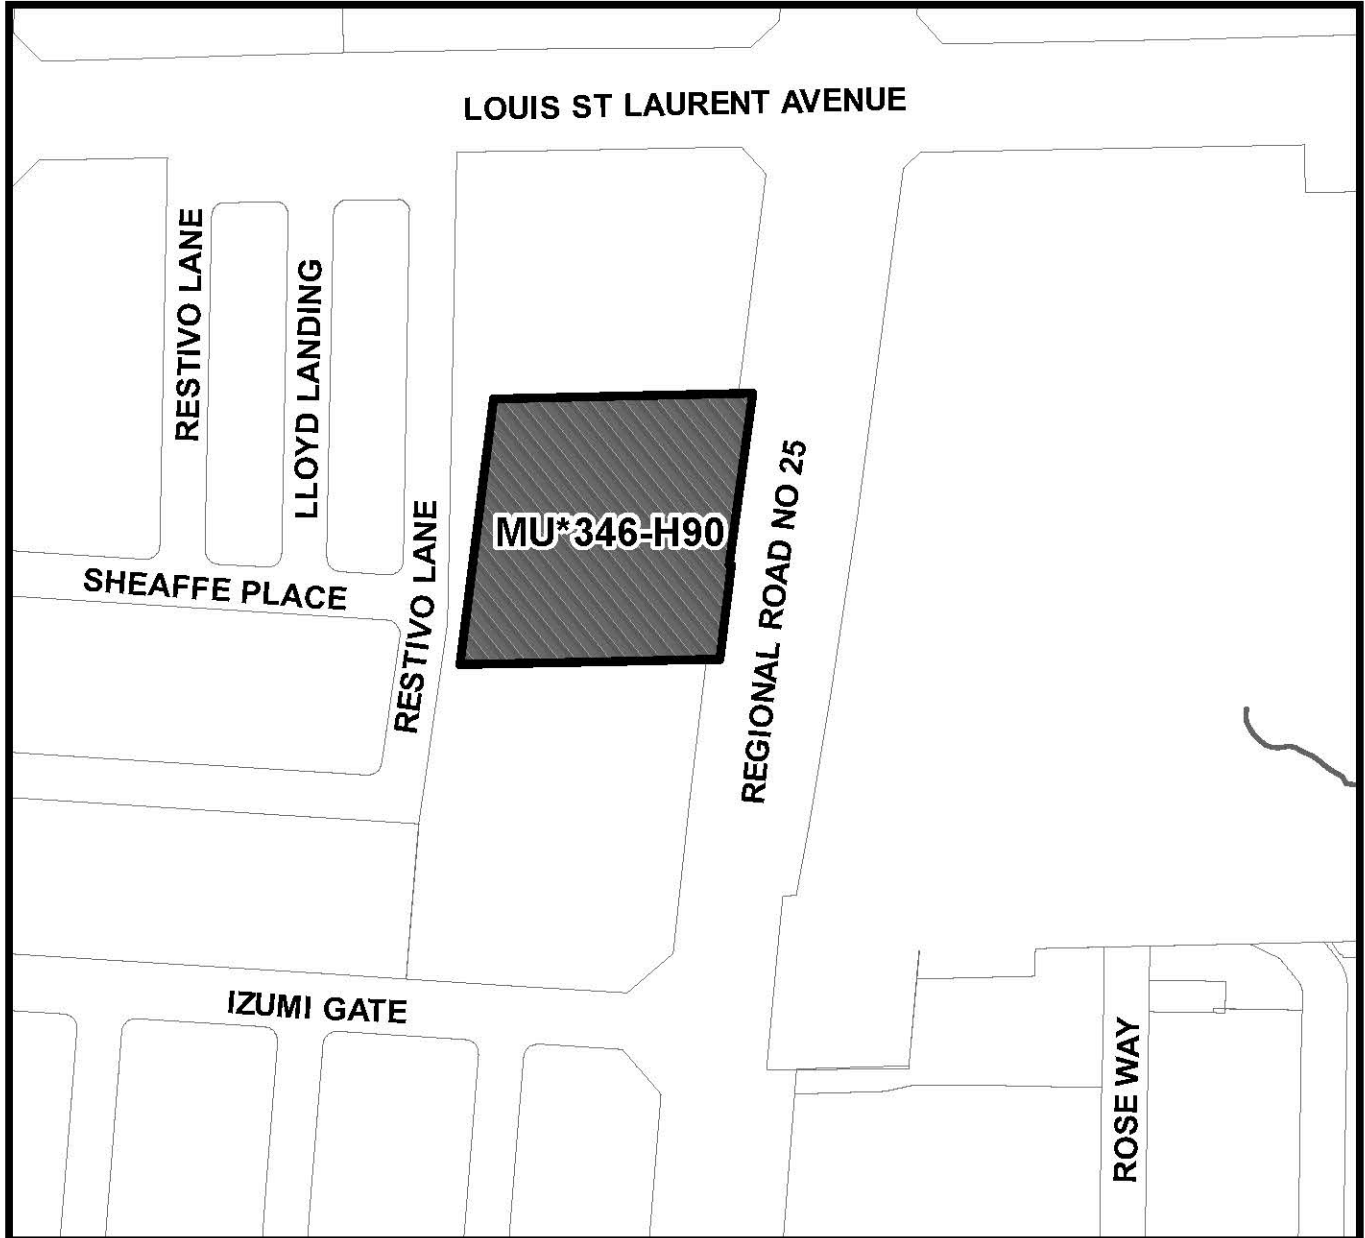 LOUIS ST LAURENT AVENUE
RESTIVO LANE
LLOYD LANDING
RESTIVO LANE
MU*346-H90
REGIONAL ROAD NO 25
SHEAFFE PLACE
IZUMI GATE
ROSE WAY